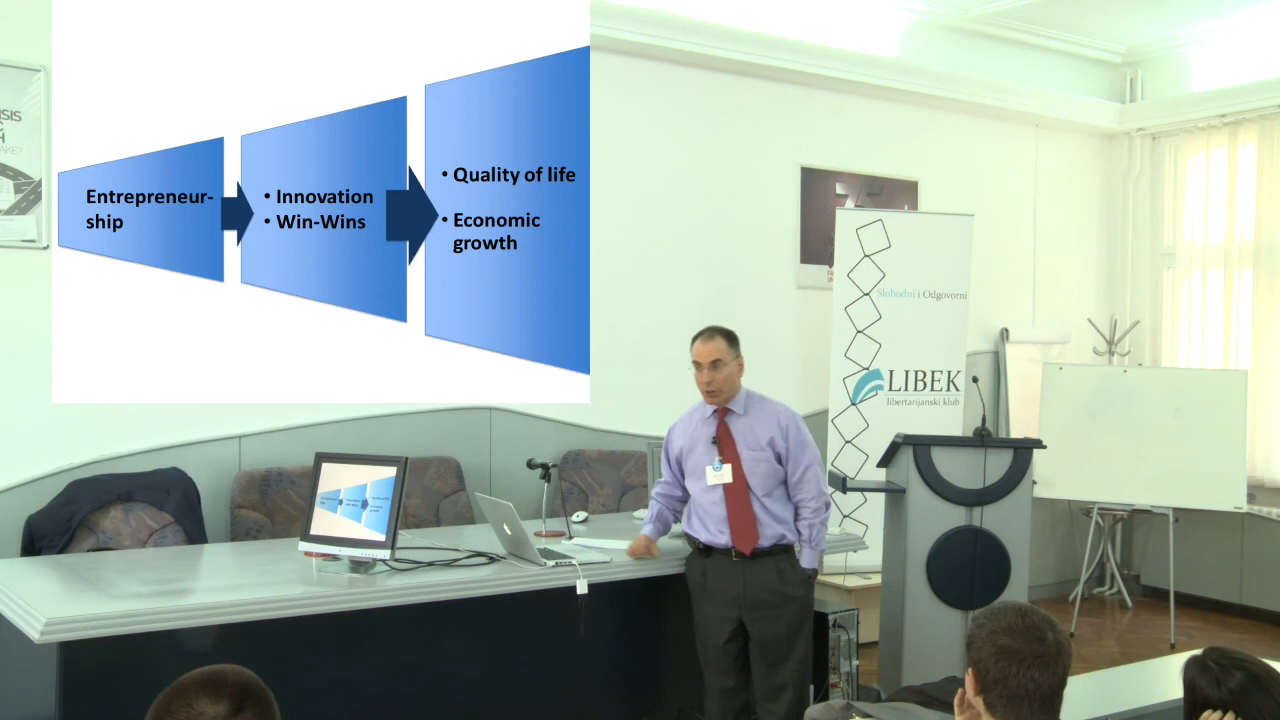 Entrepreneur-
ship
• Innovation
• Win-Wins
• Quality of life
• Economic
growth
Slobodni i Odgovorni
LIBEK
libertarijanski klub